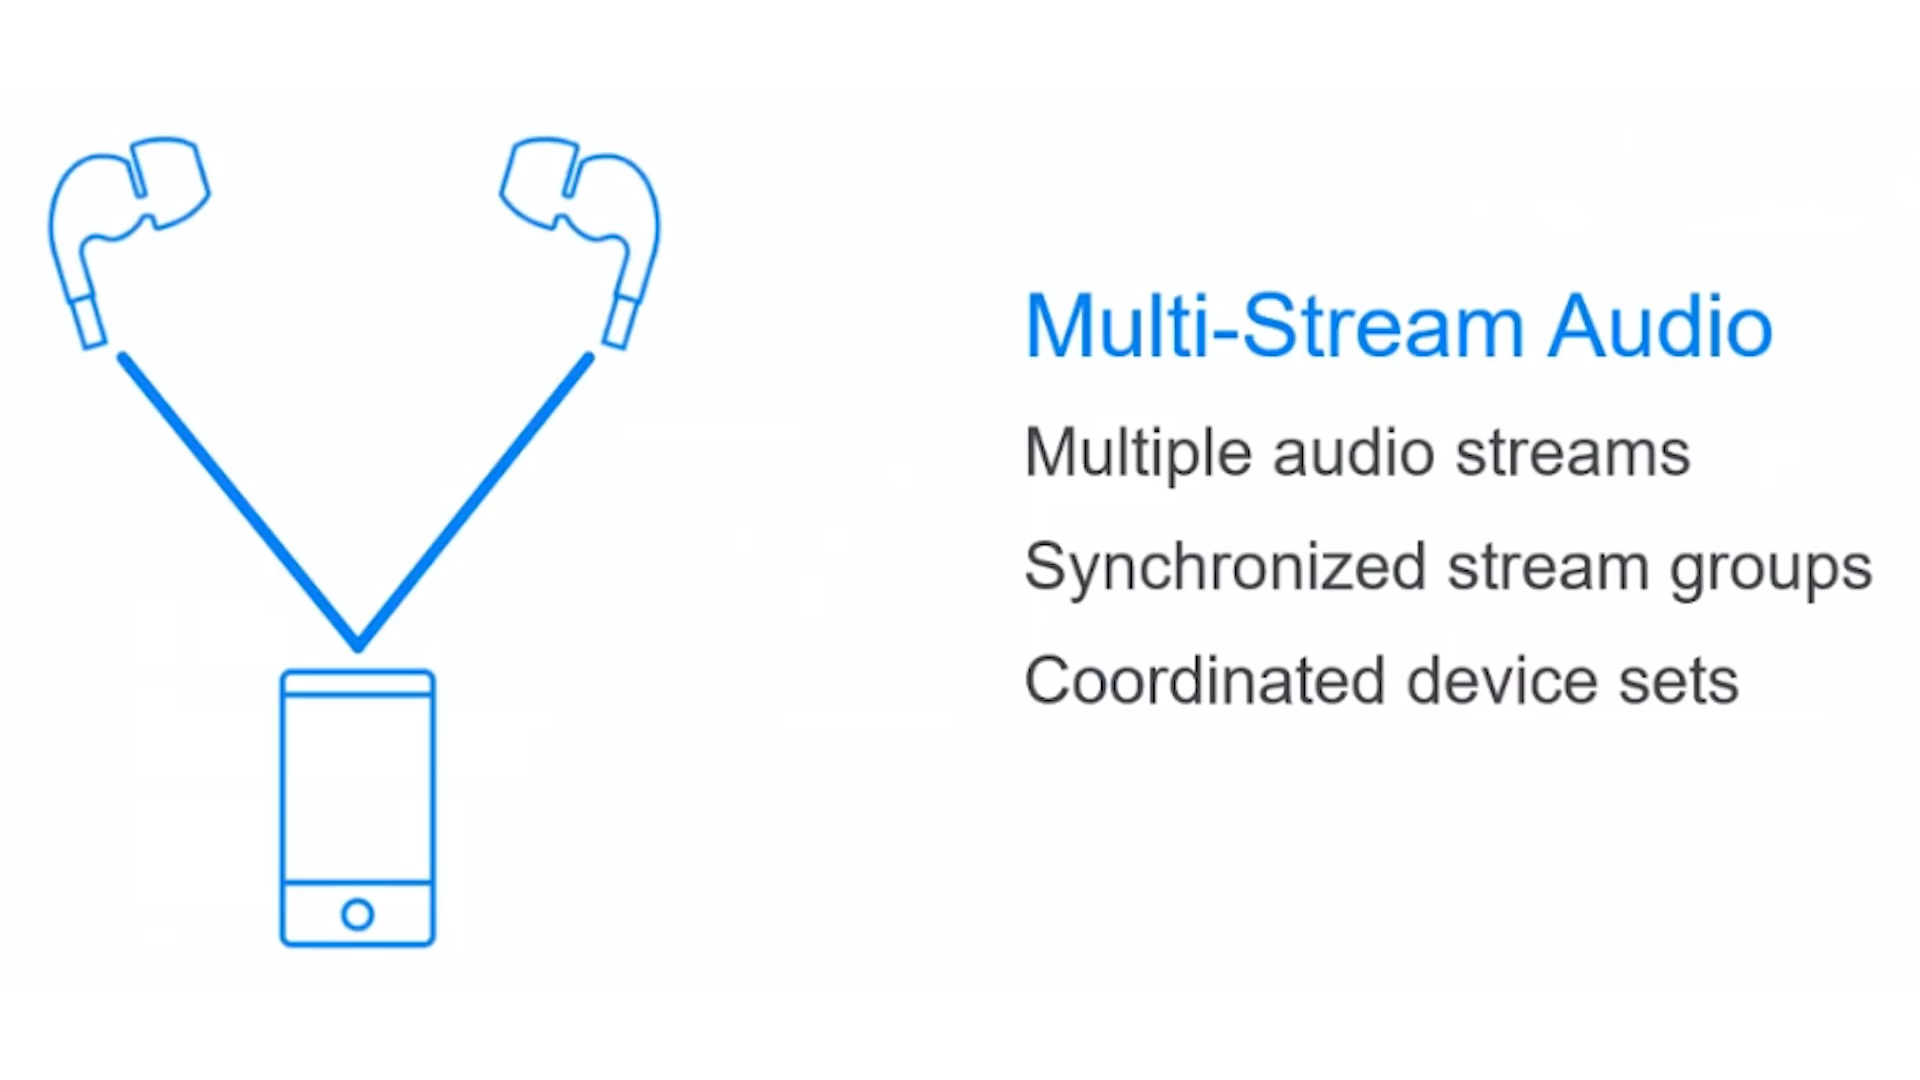 Multi-Stream Audio
Multiple audio streams
Synchronized stream groups
Coordinated device sets